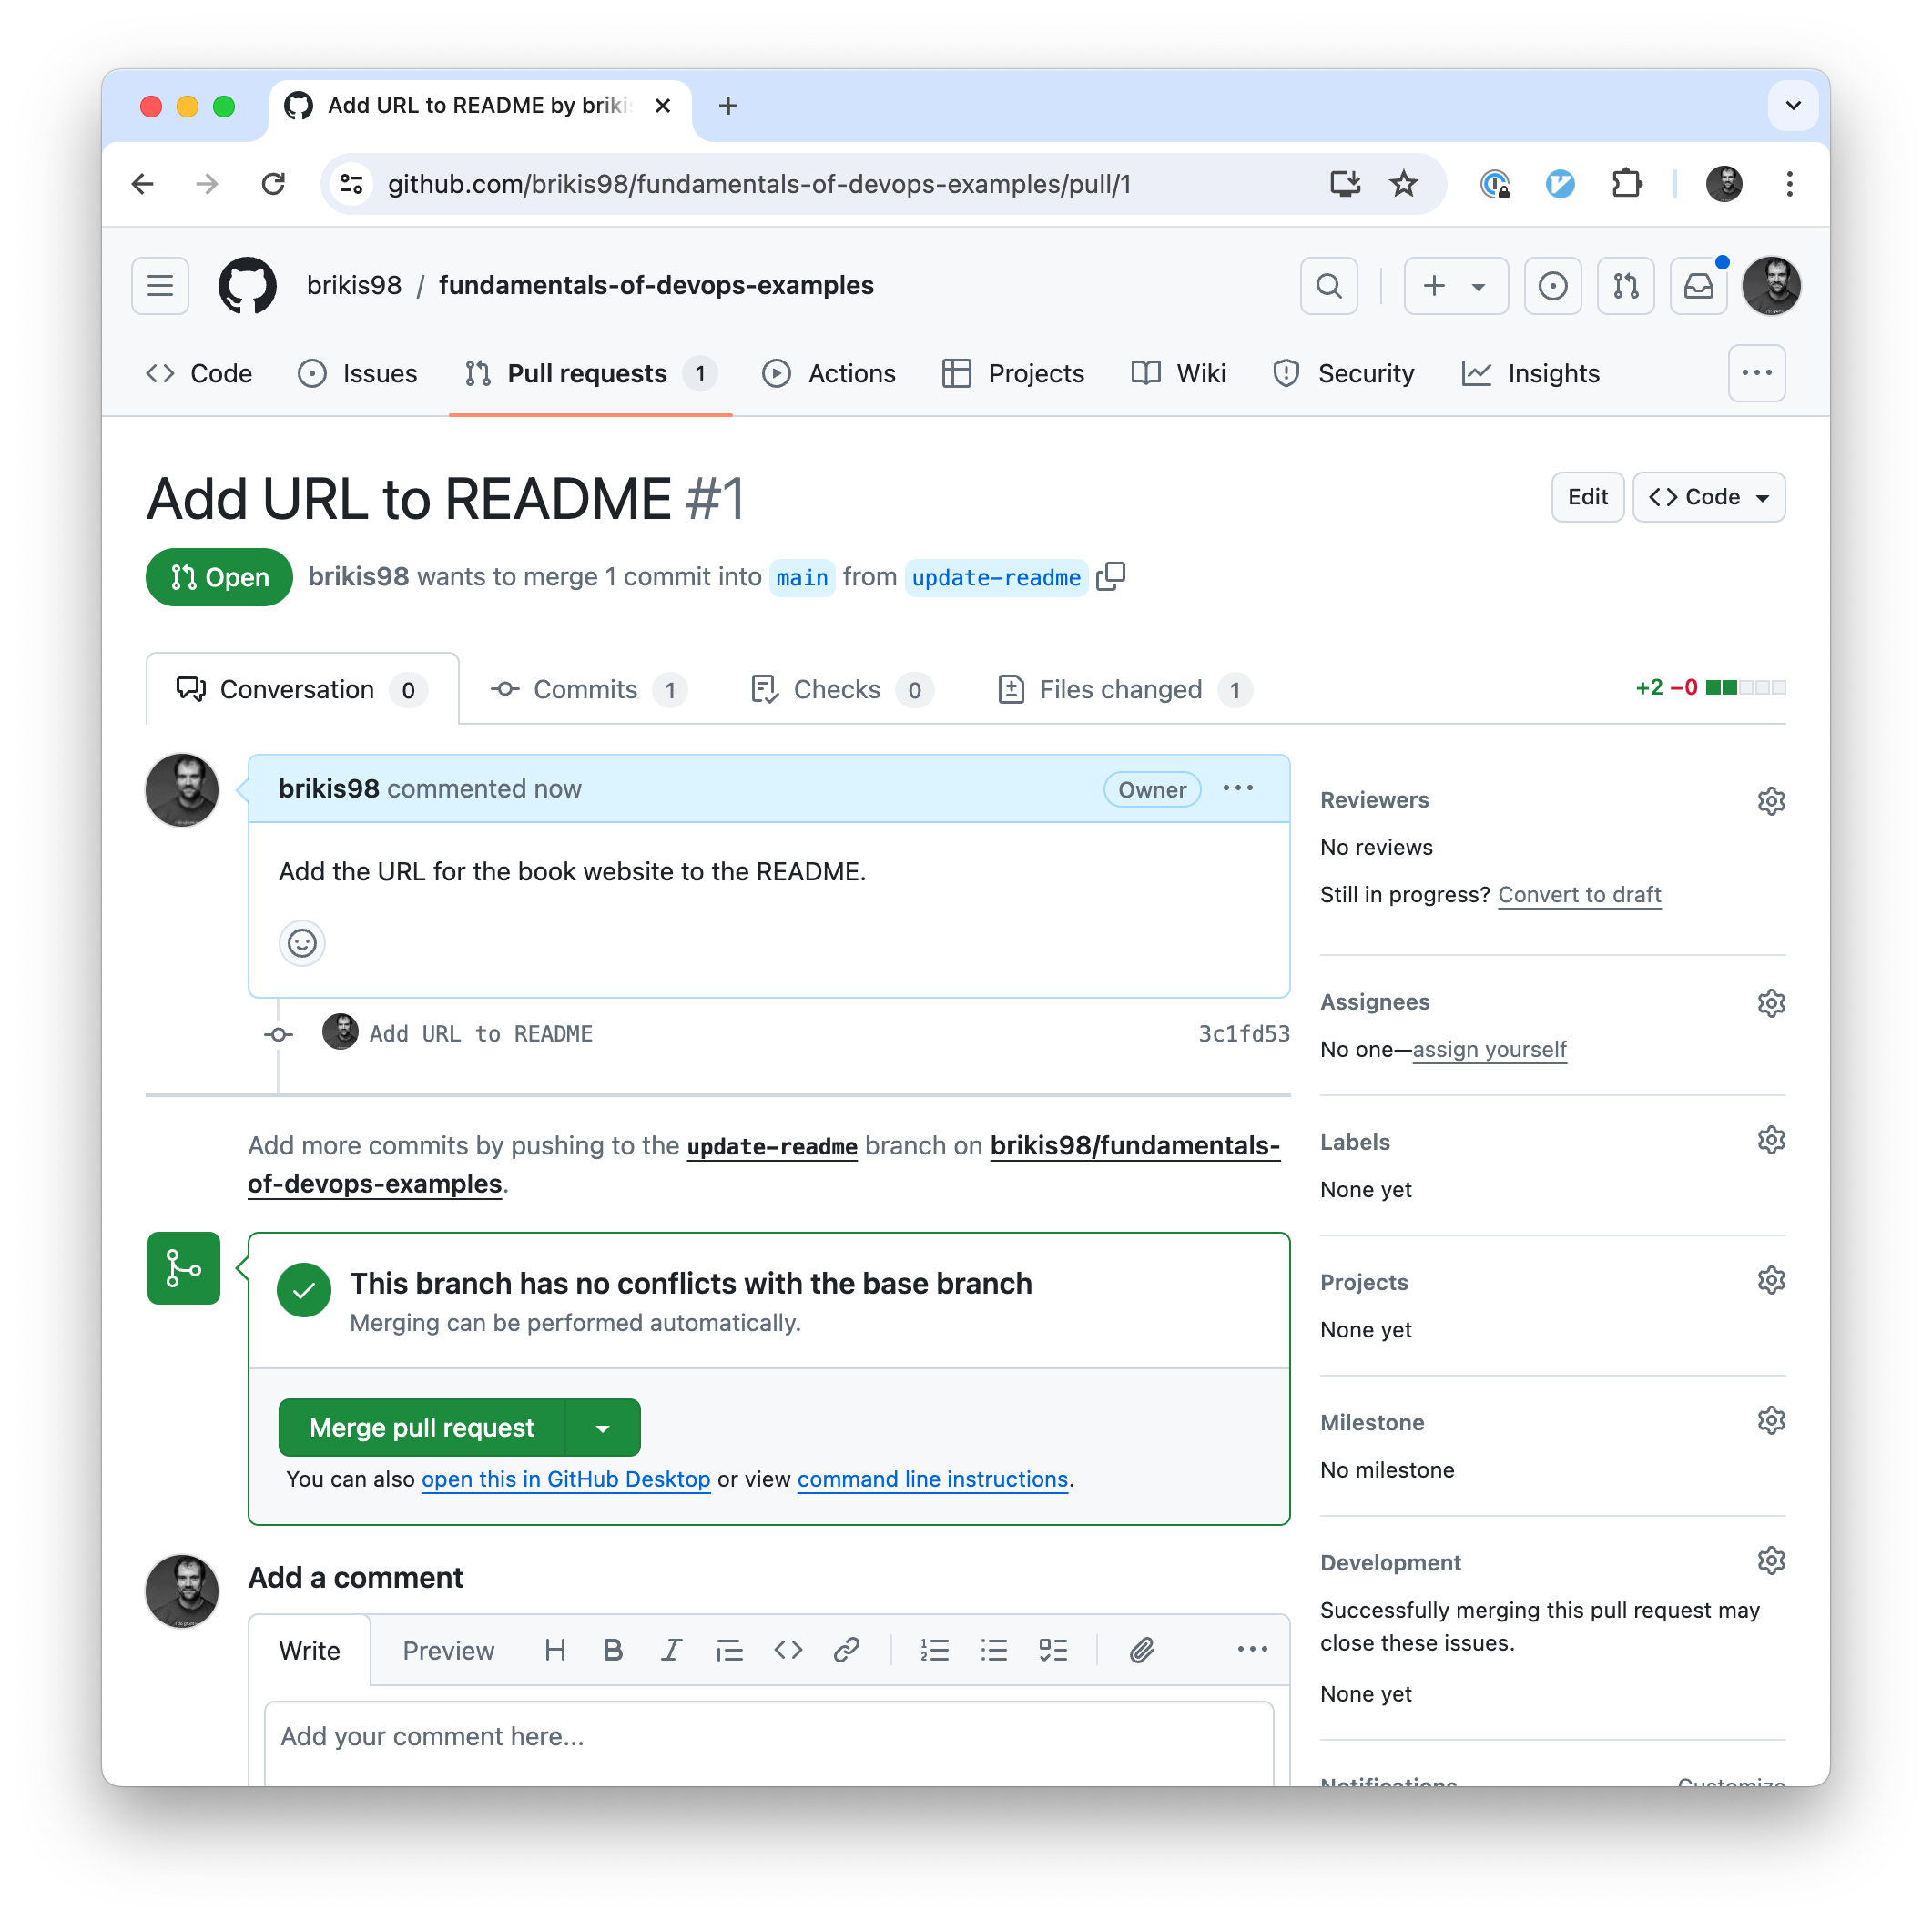 Add URL to README by briki
github.com/brikis98/fundamentals-of-devops-examples/pull/1
brikis98 / fundamentals-of-devops-examples
Code Issues Pull requests 1 Actions Projects Wiki Security Insights
Add URL to README #1
Edit Code
Open brikis98 wants to merge 1 commit into main from update-readme
Conversation 0 Commits 1 Checks 0 Files changed 1 +2 −0
brikis98 commented now Owner
Add the URL for the book website to the README.
Add URL to README 3c1fd53
Add more commits by pushing to the update-readme branch on brikis98/fundamentals-
of-devops-examples.
This branch has no conflicts with the base branch
Merging can be performed automatically.
Merge pull request
You can also open this in GitHub Desktop or view command line instructions.
Add a comment
Write Preview
Add your comment here...
Reviewers
No reviews
Still in progress? Convert to draft
Assignees
No one—assign yourself
Labels
None yet
Projects
None yet
Milestone
No milestone
Development
Successfully merging this pull request may
close these issues.
None yet
Notifications Customize